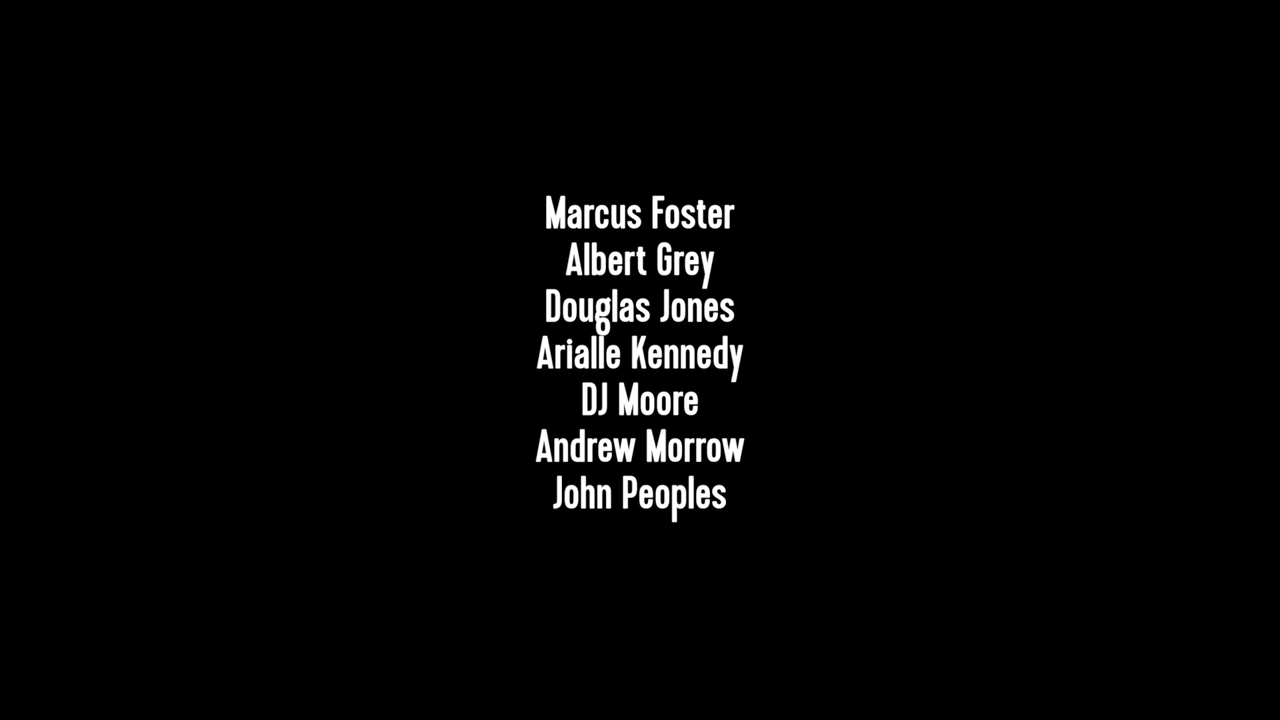 Marcus Foster
Albert Grey
Douglas Jones
Arialle Kennedy
DJ Moore
Andrew Morrow
John Peoples